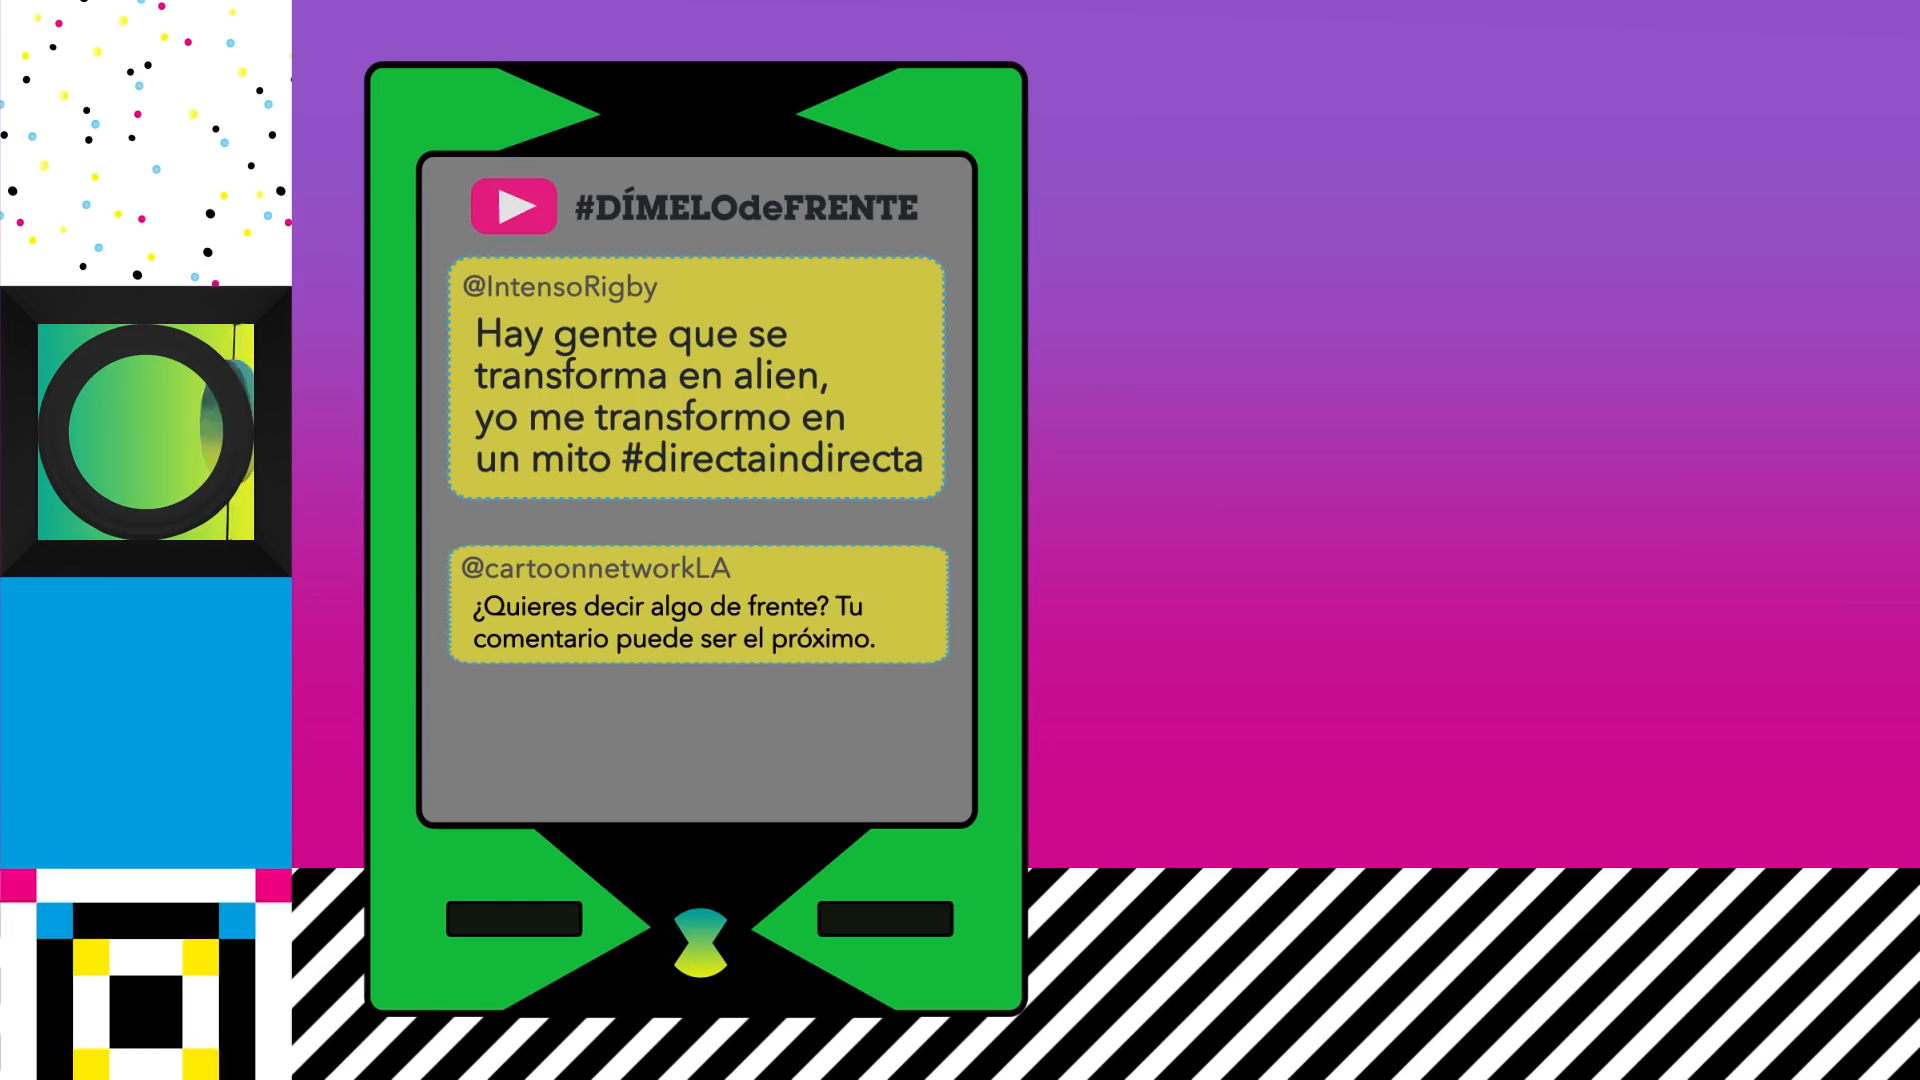 #DÍMELOdeFRENTE
@IntensoRigby
Hay gente que se
transforma en alien,
yo me transformo en
un mito #directaindirecta
@cartoonnetworkLA
¿Quieres decir algo de frente? Tu
comentario puede ser el próximo.